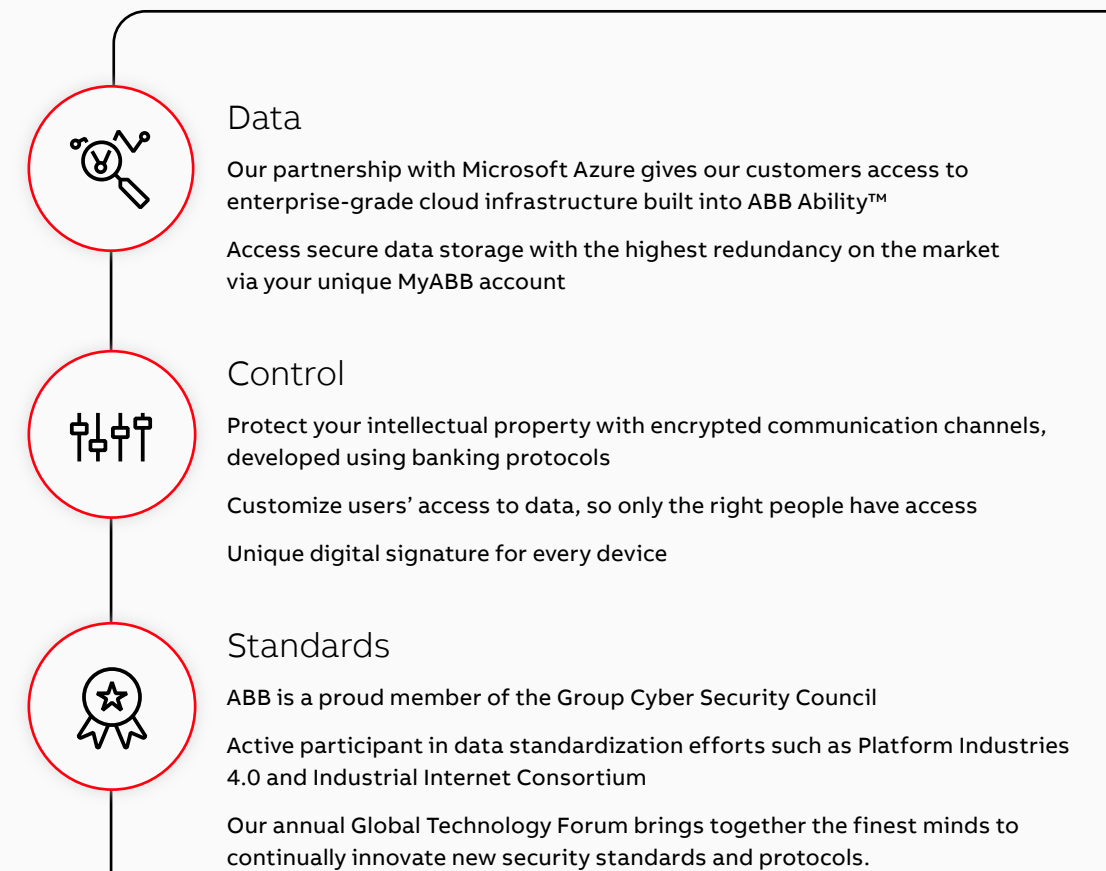 Data
Our partnership with Microsoft Azure gives our customers access to
enterprise-grade cloud infrastructure built into ABB Ability™
Access secure data storage with the highest redundancy on the market
via your unique MyABB account
Control
Protect your intellectual property with encrypted communication channels,
developed using banking protocols
Customize users’ access to data, so only the right people have access
Unique digital signature for every device
Standards
ABB is a proud member of the Group Cyber Security Council
Active participant in data standardization efforts such as Platform Industries
4.0 and Industrial Internet Consortium
Our annual Global Technology Forum brings together the finest minds to
continually innovate new security standards and protocols.